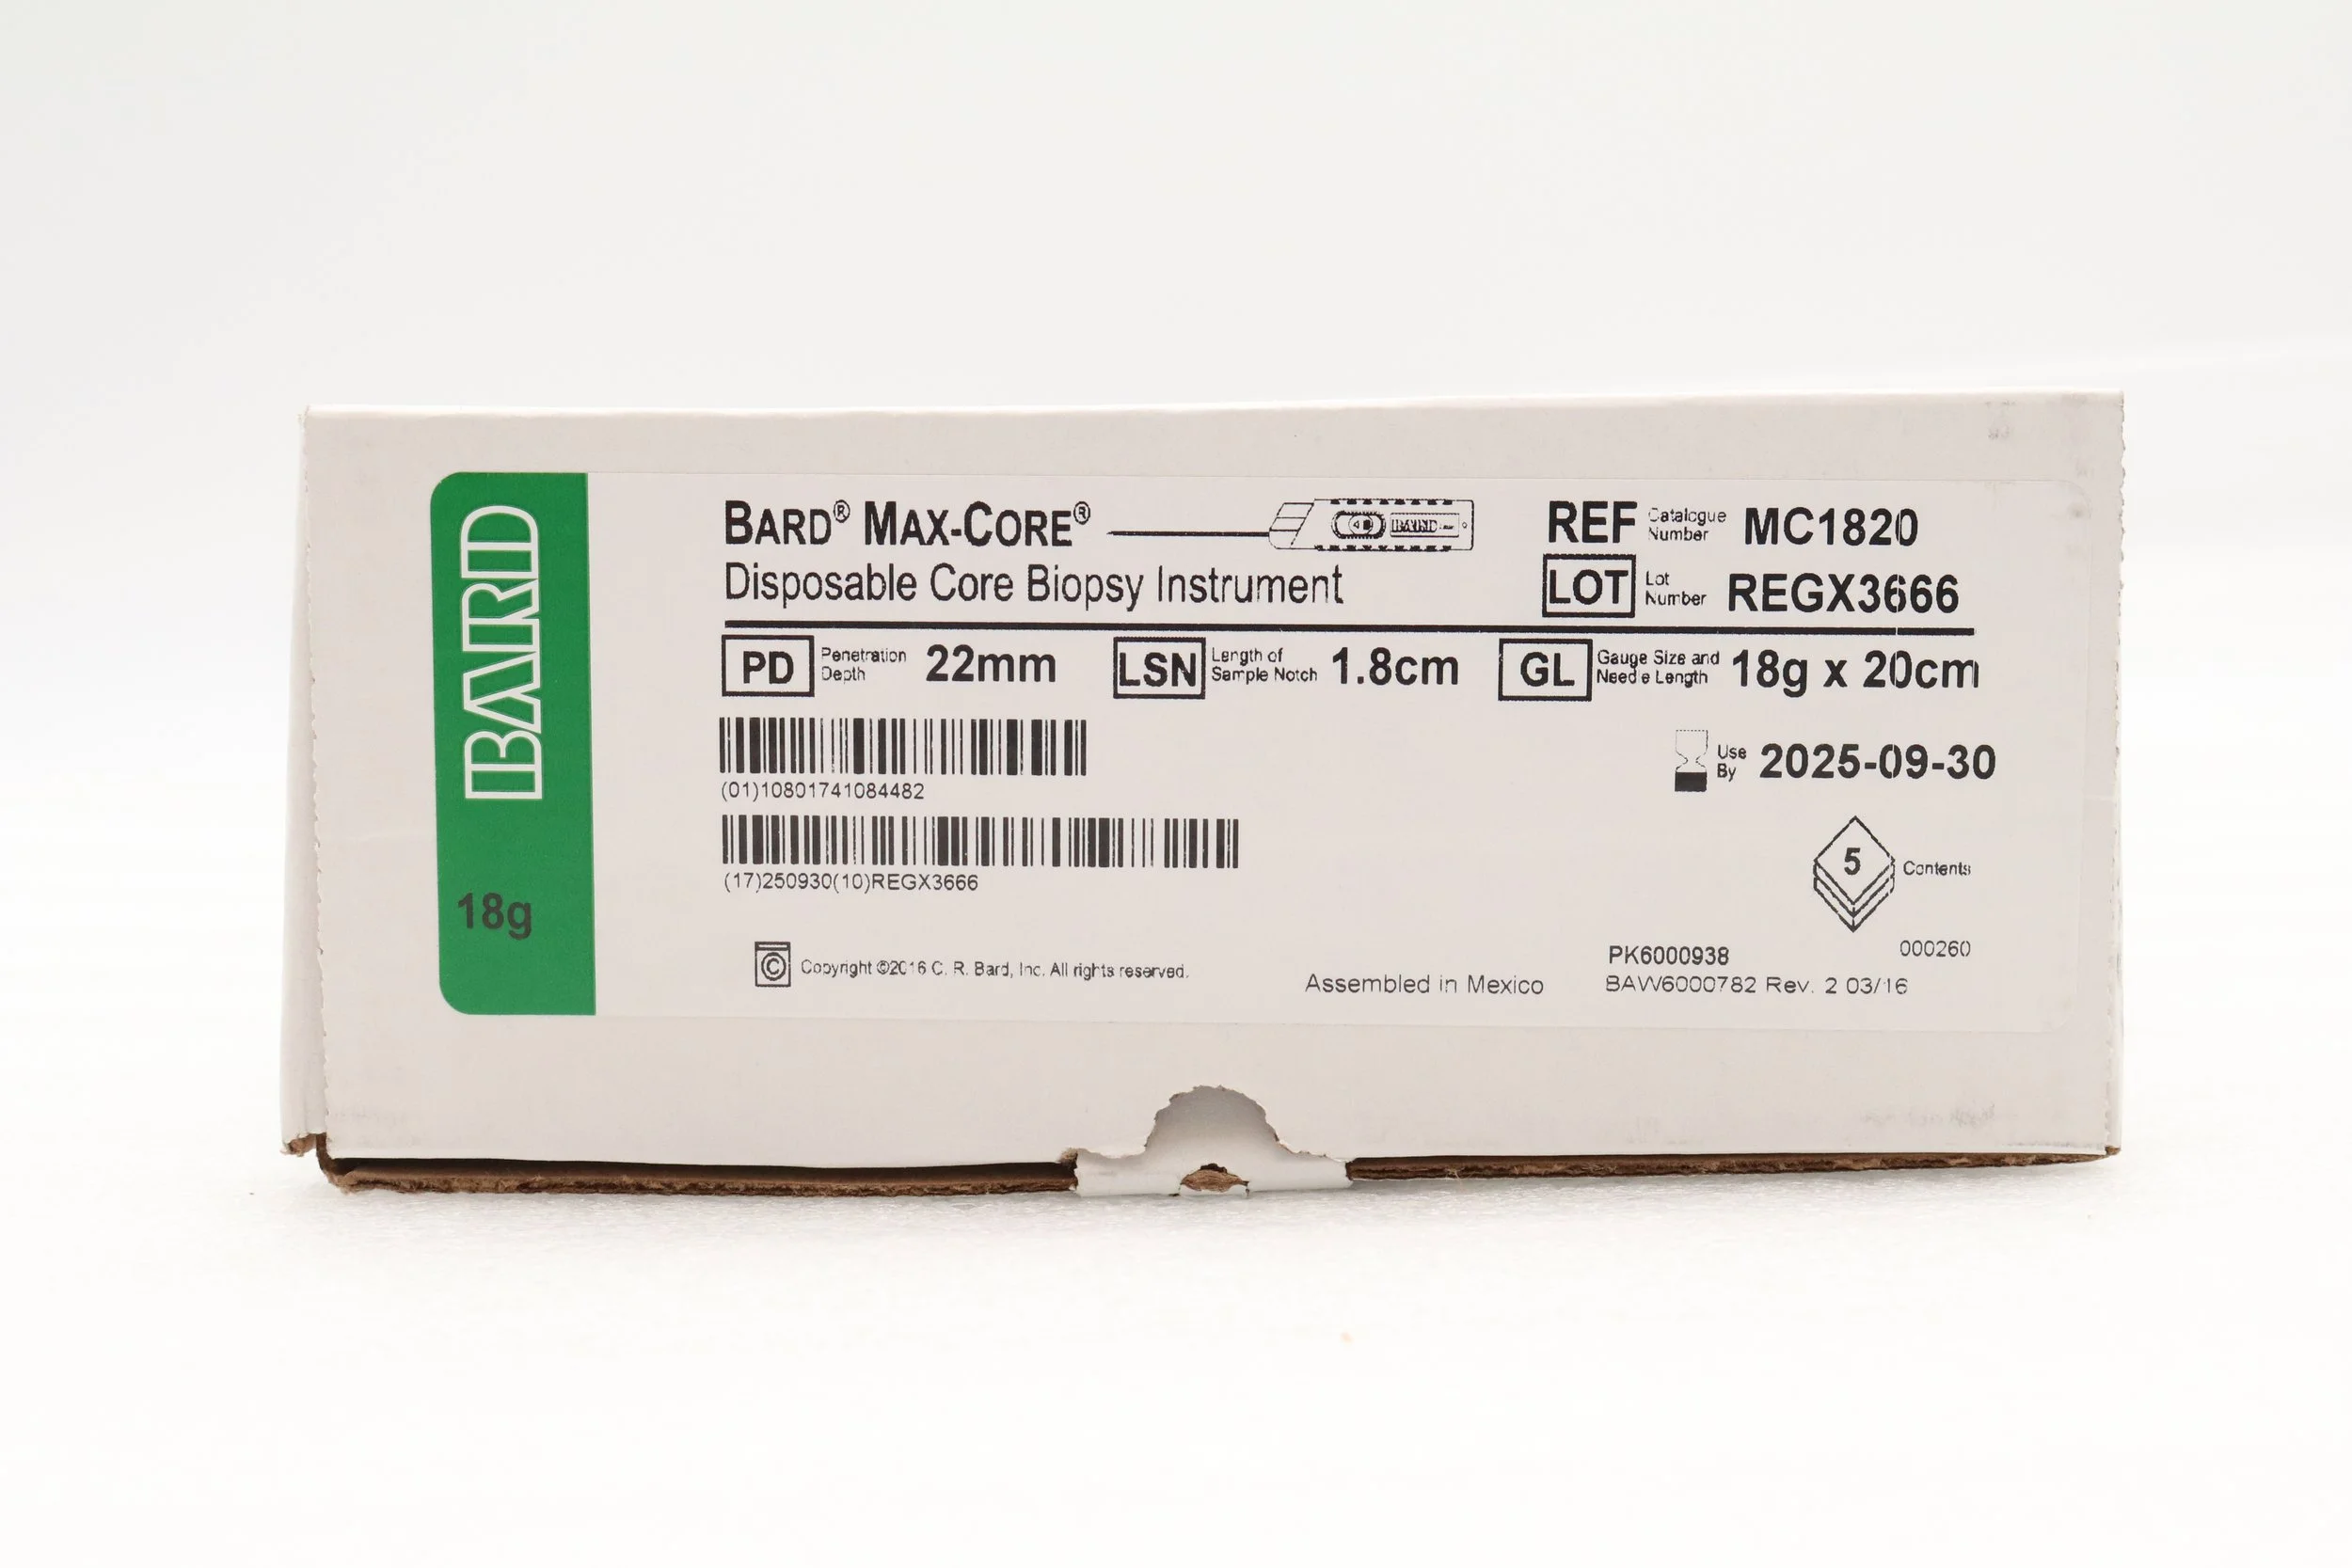 BARD
18g
BARD® MAX-CORE®
BARD
Disposable Core Biopsy Instrument
REF Catalogue Number MC1820
LOT Lot Number REGX3666
PD Penetration Depth 22mm
LSN Length of Sample Notch 1.8cm
GL Gauge Size and Needle Length 18g x 20cm
(01)10801741084482
Use By 2025-09-30
(17)250930(10)REGX3666
5 Contents
© Copyright ©2016 C. R. Bard, Inc. All rights reserved.
Assembled in Mexico
PK6000938
000260
BAW6000782 Rev. 2 03/16